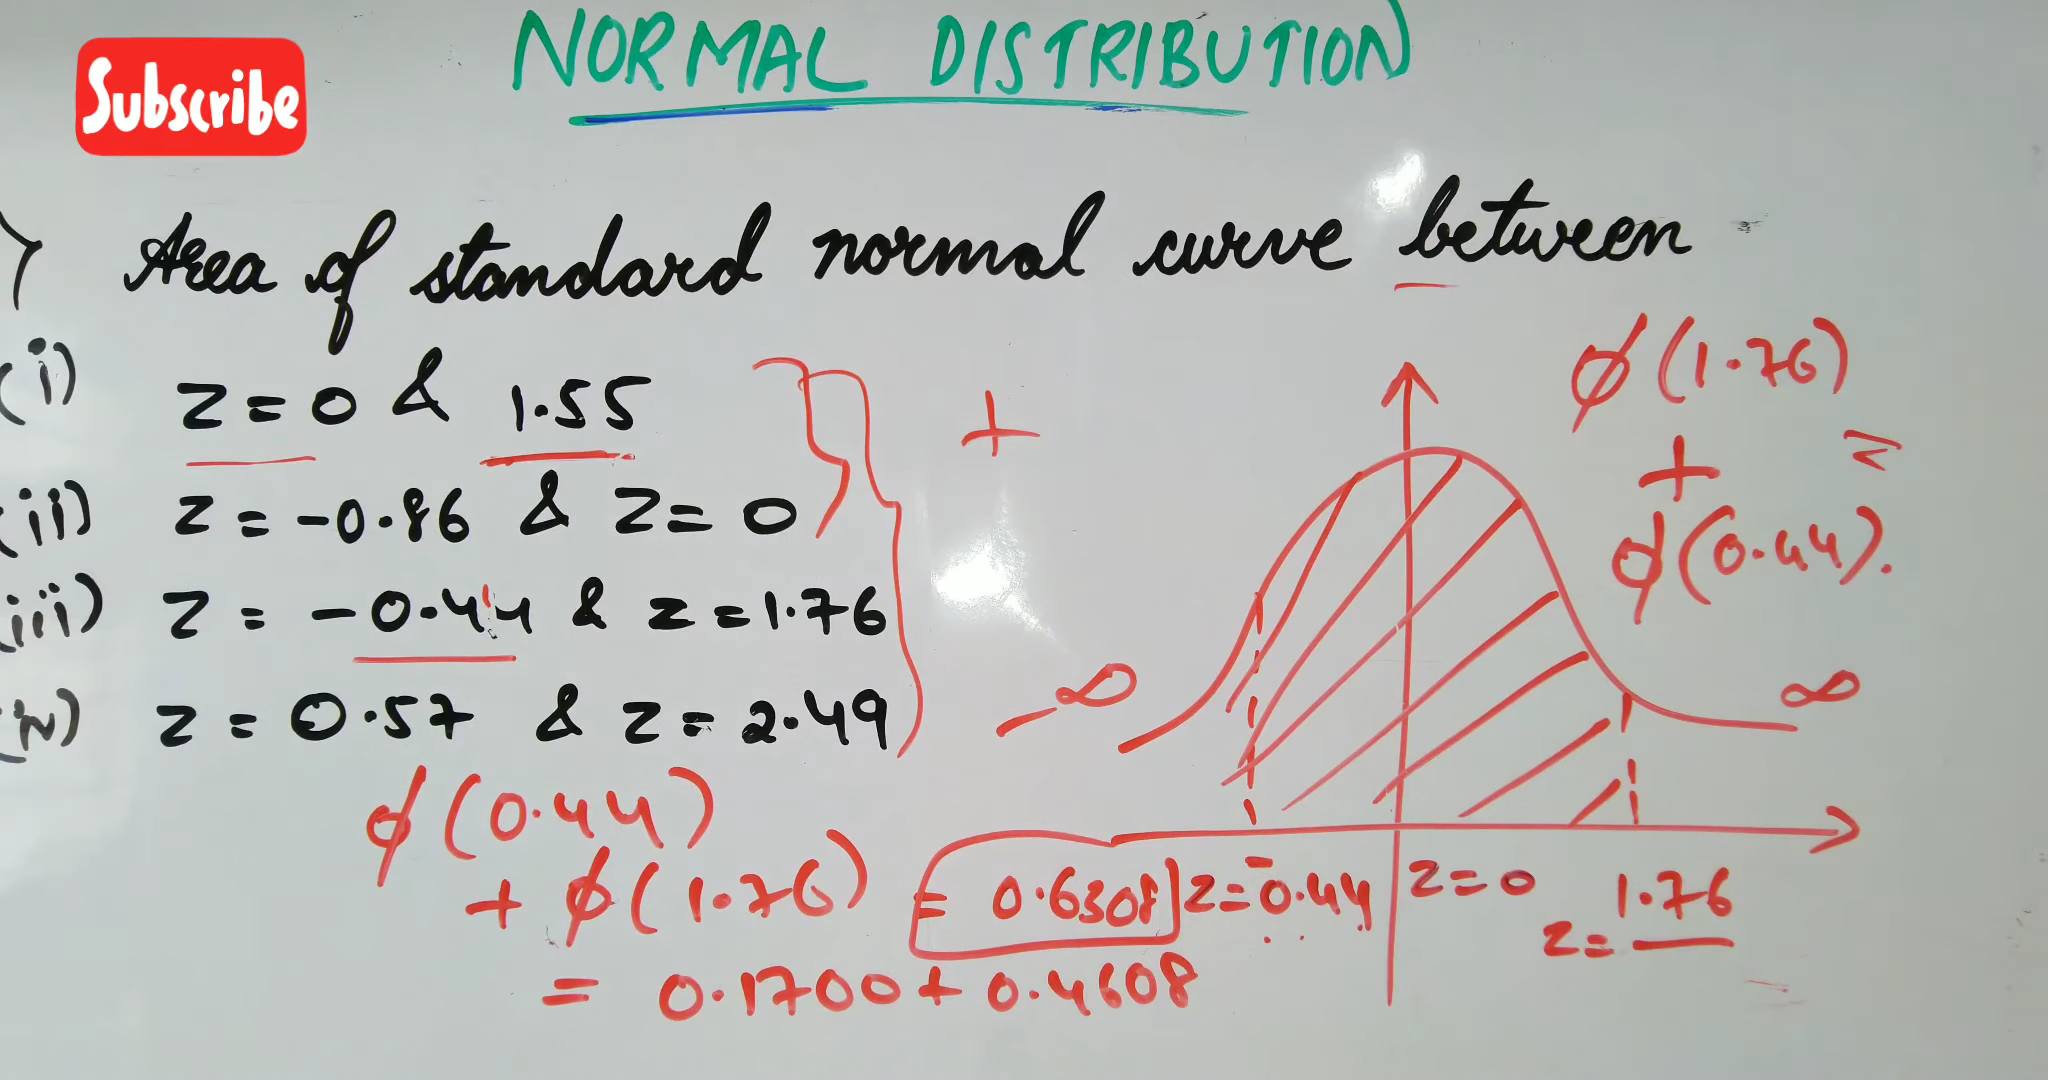 Subscribe
NORMAL DISTRIBUTION
) Area of standard normal curve between
(i) z = 0 & 1.55
(ii) z = -0.86 & z = 0
(iii) z = -0.44 & z = 1.76
(iv) z = 0.57 & z = 2.49
+
ϕ(1.76)
+ =
ϕ(0.44).
-∞ ∞
ϕ(0.44)
+ ϕ(1.76) = 0.6308
= 0.1700 + 0.4608
z = -0.44 z = 0 z = 1.76